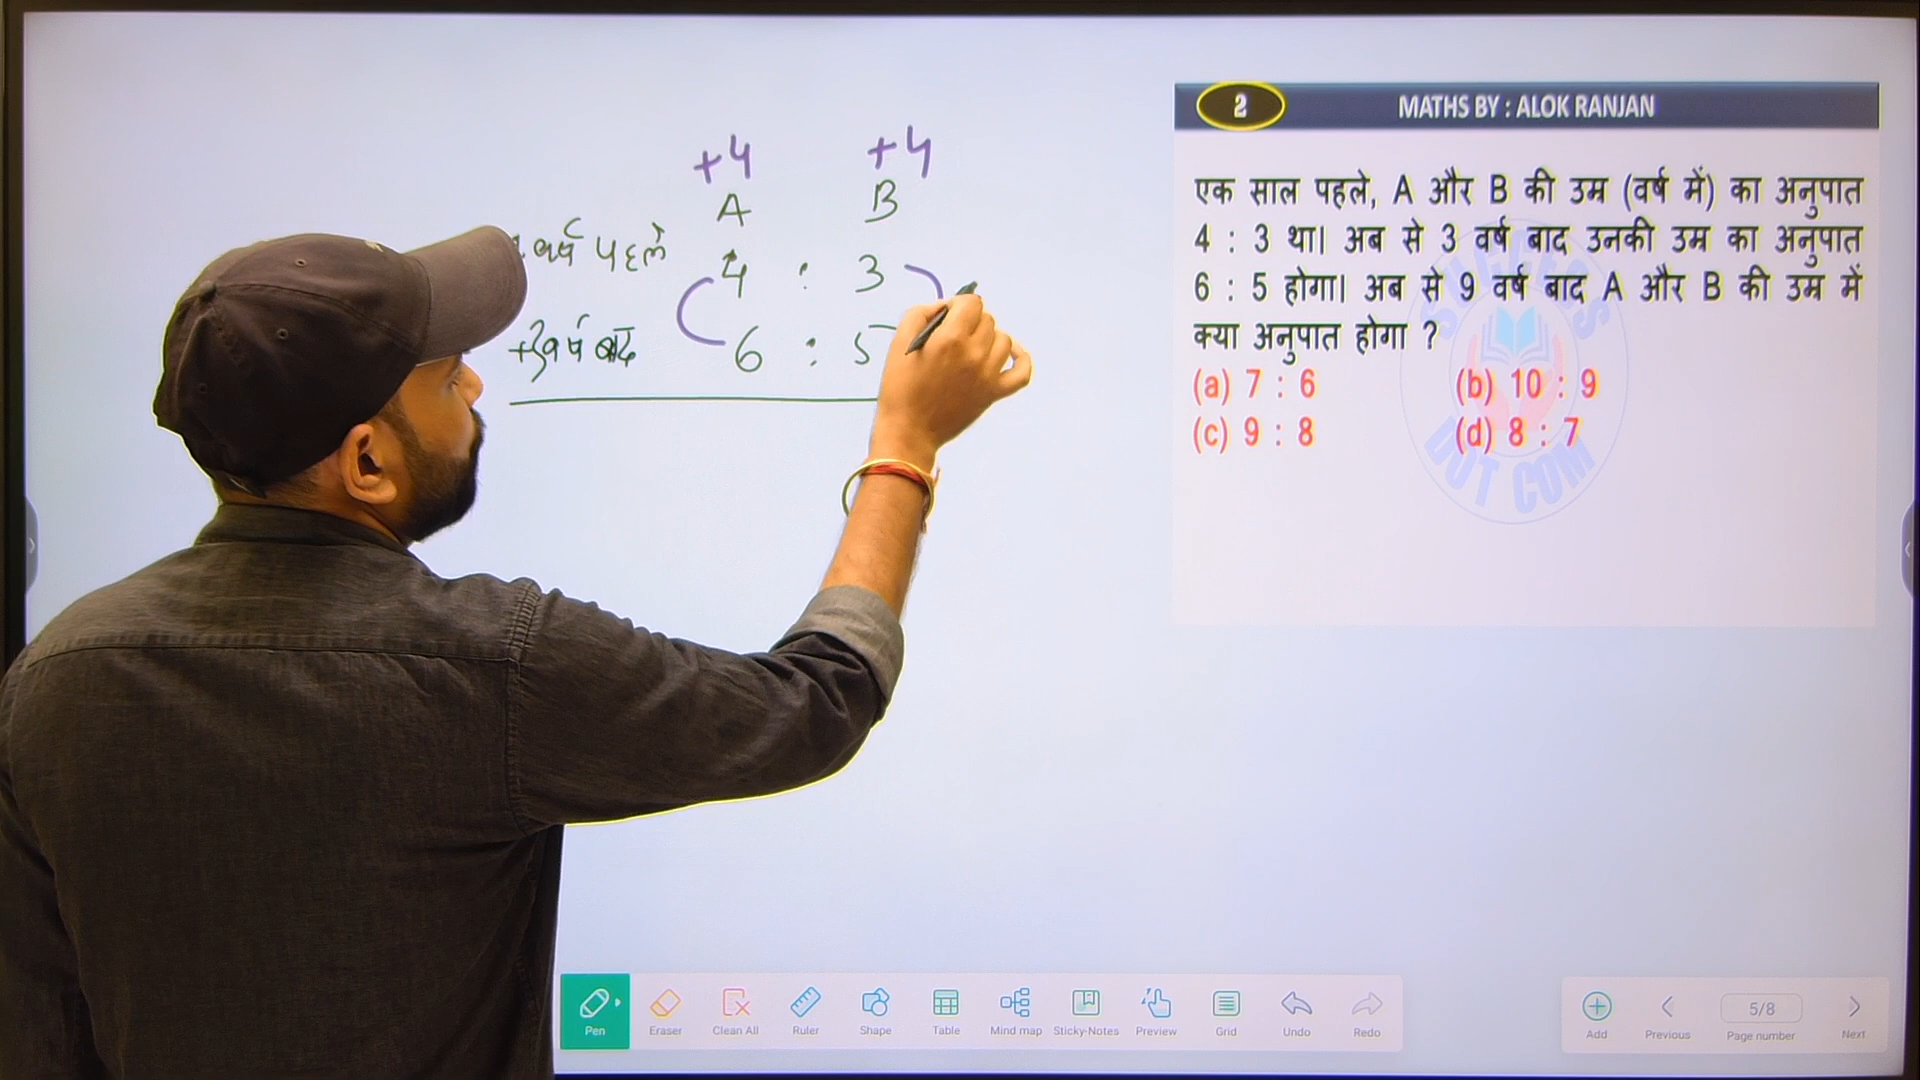 2 MATHS BY : ALOK RANJAN
एक साल पहले, A और B की उम्र (वर्ष में) का अनुपात
4 : 3 था। अब से 3 वर्ष बाद उनकी उम्र का अनुपात
6 : 5 होगा। अब से 9 वर्ष बाद A और B की उम्र में
क्या अनुपात होगा ?
(a) 7 : 6 (b) 10 : 9
(c) 9 : 8 (d) 8 : 7
DOT COM
+4 +4
A B
वर्ष पहले 4 : 3
+3वर्ष बाद 6 : 5
Pen Eraser Clean All Ruler Shape Table Mind map Sticky-Notes Preview Grid Undo Redo
5/8
Add Previous Page number Next